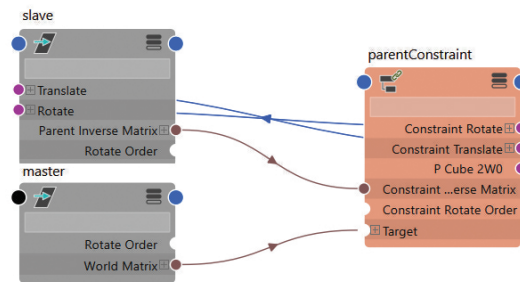 slave
Translate
Rotate
Parent Inverse Matrix
Rotate Order
master
Rotate Order
World Matrix
parentConstraint
Constraint Rotate
Constraint Translate
P Cube 2W0
Constraint ...erse Matrix
Constraint Rotate Order
Target